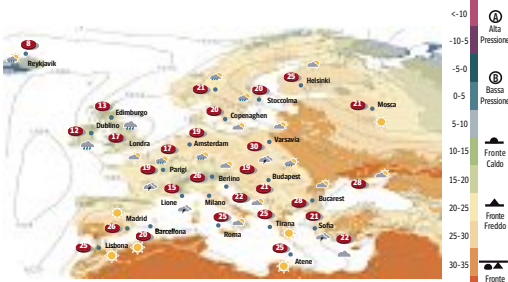 8
Reykjavik
13
Edimburgo
12
Dublino
17
Londra
21
20
Stoccolma
25
Helsinki
20
Copenaghen
21
Mosca
19
Amsterdam
17
30
Varsavia
19
Parigi
26
Berlino
19
Budapest
21
15
Lione
Milano
22
28
Bucarest
28
26
Madrid
20
Barcellona
25
Lisbona
25
Roma
25
Tirana
21
Sofia
22
25
Atene
<-10
-10-5
-5-0
0-5
5-10
10-15
15-20
20-25
25-30
30-35
A
Alta
Pressione
B
Bassa
Pressione
Fronte
Caldo
Fronte
Freddo
Fronte